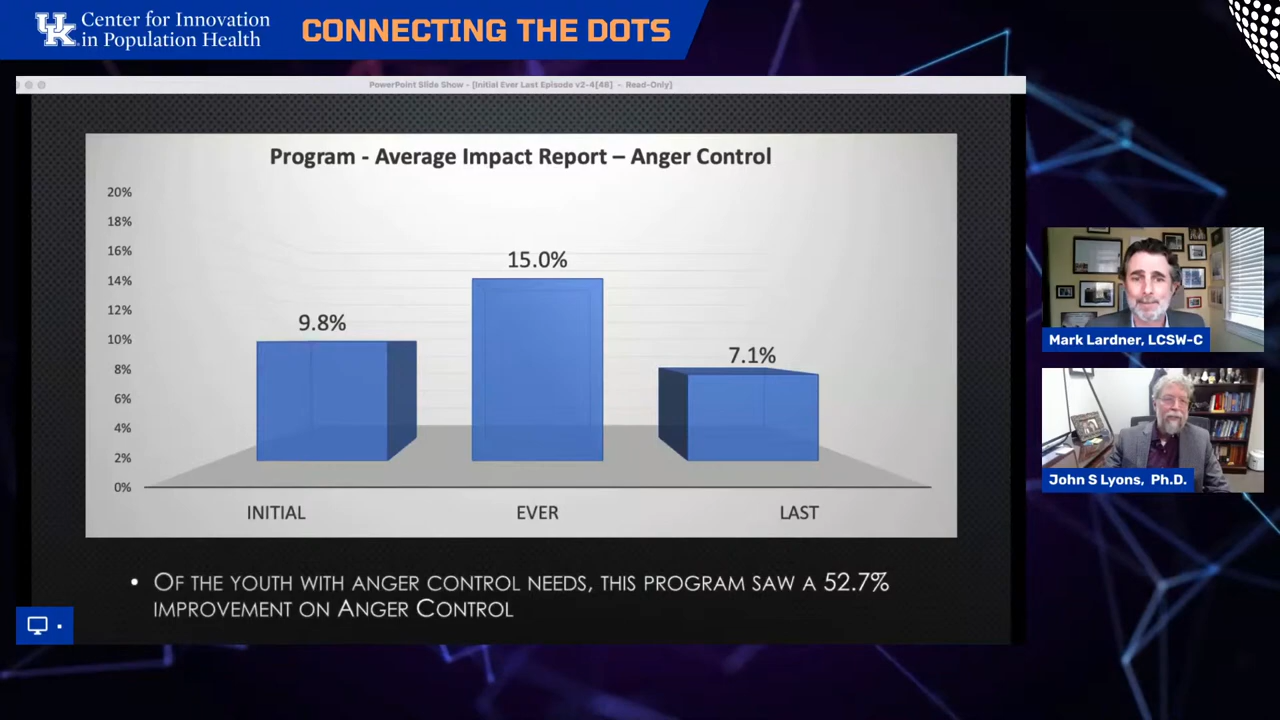 UK
Center for Innovation
in Population Health
CONNECTING THE DOTS
PowerPoint Slide Show - [Initial Ever Last Episode v2-4[48] - Read-Only]
Program - Average Impact Report – Anger Control
20%
18%
16%
14%
12%
10%
8%
6%
4%
2%
0%
9.8%
15.0%
7.1%
INITIAL
EVER
LAST
• OF THE YOUTH WITH ANGER CONTROL NEEDS, THIS PROGRAM SAW A 52.7%
IMPROVEMENT ON ANGER CONTROL
Mark Lardner, LCSW-C
John S Lyons, Ph.D.